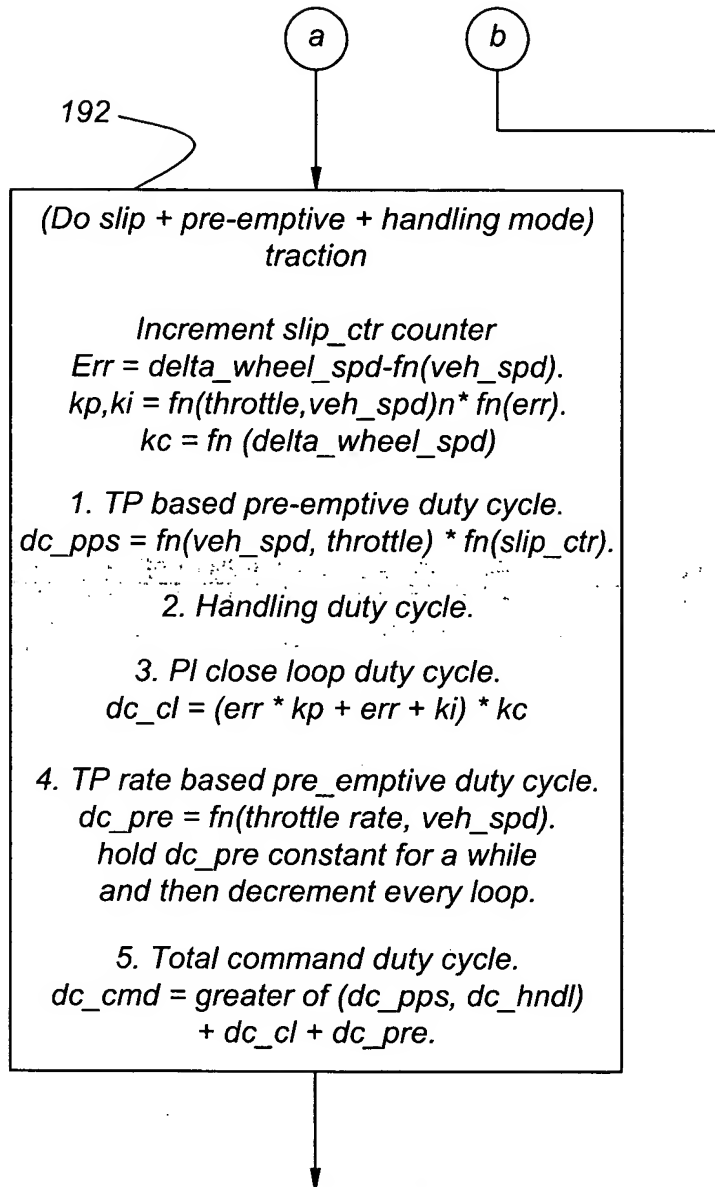 a
b
192
(Do slip + pre-emptive + handling mode)
traction
Increment slip_ctr counter
Err = delta_wheel_spd-fn(veh_spd).
kp,ki = fn(throttle,veh_spd)n* fn(err).
kc = fn (delta_wheel_spd)
1. TP based pre-emptive duty cycle.
dc_pps = fn(veh_spd, throttle) * fn(slip_ctr).
2. Handling duty cycle.
3. PI close loop duty cycle.
dc_cl = (err * kp + err + ki) * kc
4. TP rate based pre_emptive duty cycle.
dc_pre = fn(throttle rate, veh_spd).
hold dc_pre constant for a while
and then decrement every loop.
5. Total command duty cycle.
dc_cmd = greater of (dc_pps, dc_hndl)
+ dc_cl + dc_pre.